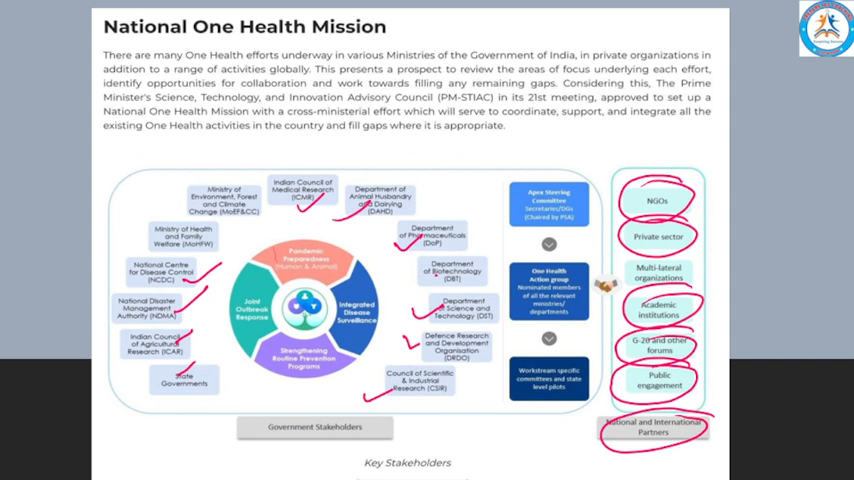 National One Health Mission
There are many One Health efforts underway in various Ministries of the Government of India, in private organizations in
addition to a range of activities globally. This presents a prospect to review the areas of focus underlying each effort,
identify opportunities for collaboration and work towards filling any remaining gaps. Considering this, The Prime
Minister's Science, Technology, and Innovation Advisory Council (PM-STIAC) in its 21st meeting, approved to set up a
National One Health Mission with a cross-ministerial effort which will serve to coordinate, support, and integrate all the
existing One Health activities in the country and fill gaps where it is appropriate.
Ministry of
Environment, Forest
and Climate
Change (MoEF&CC)
Indian Council of
Medical Research
(ICMR)
Department of
Animal Husbandry
and Dairying
(DAHD)
Ministry of Health
and Family
Welfare (MoHFW)
Department
of Pharmaceuticals
(DoP)
National Centre
for Disease Control
(NCDC)
Department
of Biotechnology
(DBT)
National Disaster
Management
Authority (NDMA)
Department
of Science and
Technology (DST)
Indian Council
of Agricultural
Research (ICAR)
Defence Research
and Development
Organisation
(DRDO)
State
Governments
Council of Scientific
& Industrial
Research (CSIR)
Pandemic
Preparedness
(Human & Animal)
Joint
Outbreak
Response
Integrated
Disease
Surveillance
Strengthening
Routine Prevention
Programs
Apex Steering
Committee
Secretaries/DGs
(Chaired by PSA)
One Health
Action group
Nominated members
of all the relevant
ministries/
departments
Workstream specific
committees and state
level pilots
NGOs
Private sector
Multi-lateral
organizations
Academic
institutions
G-20 and other
forums
Public
engagement
Government Stakeholders
National and International
Partners
Key Stakeholders